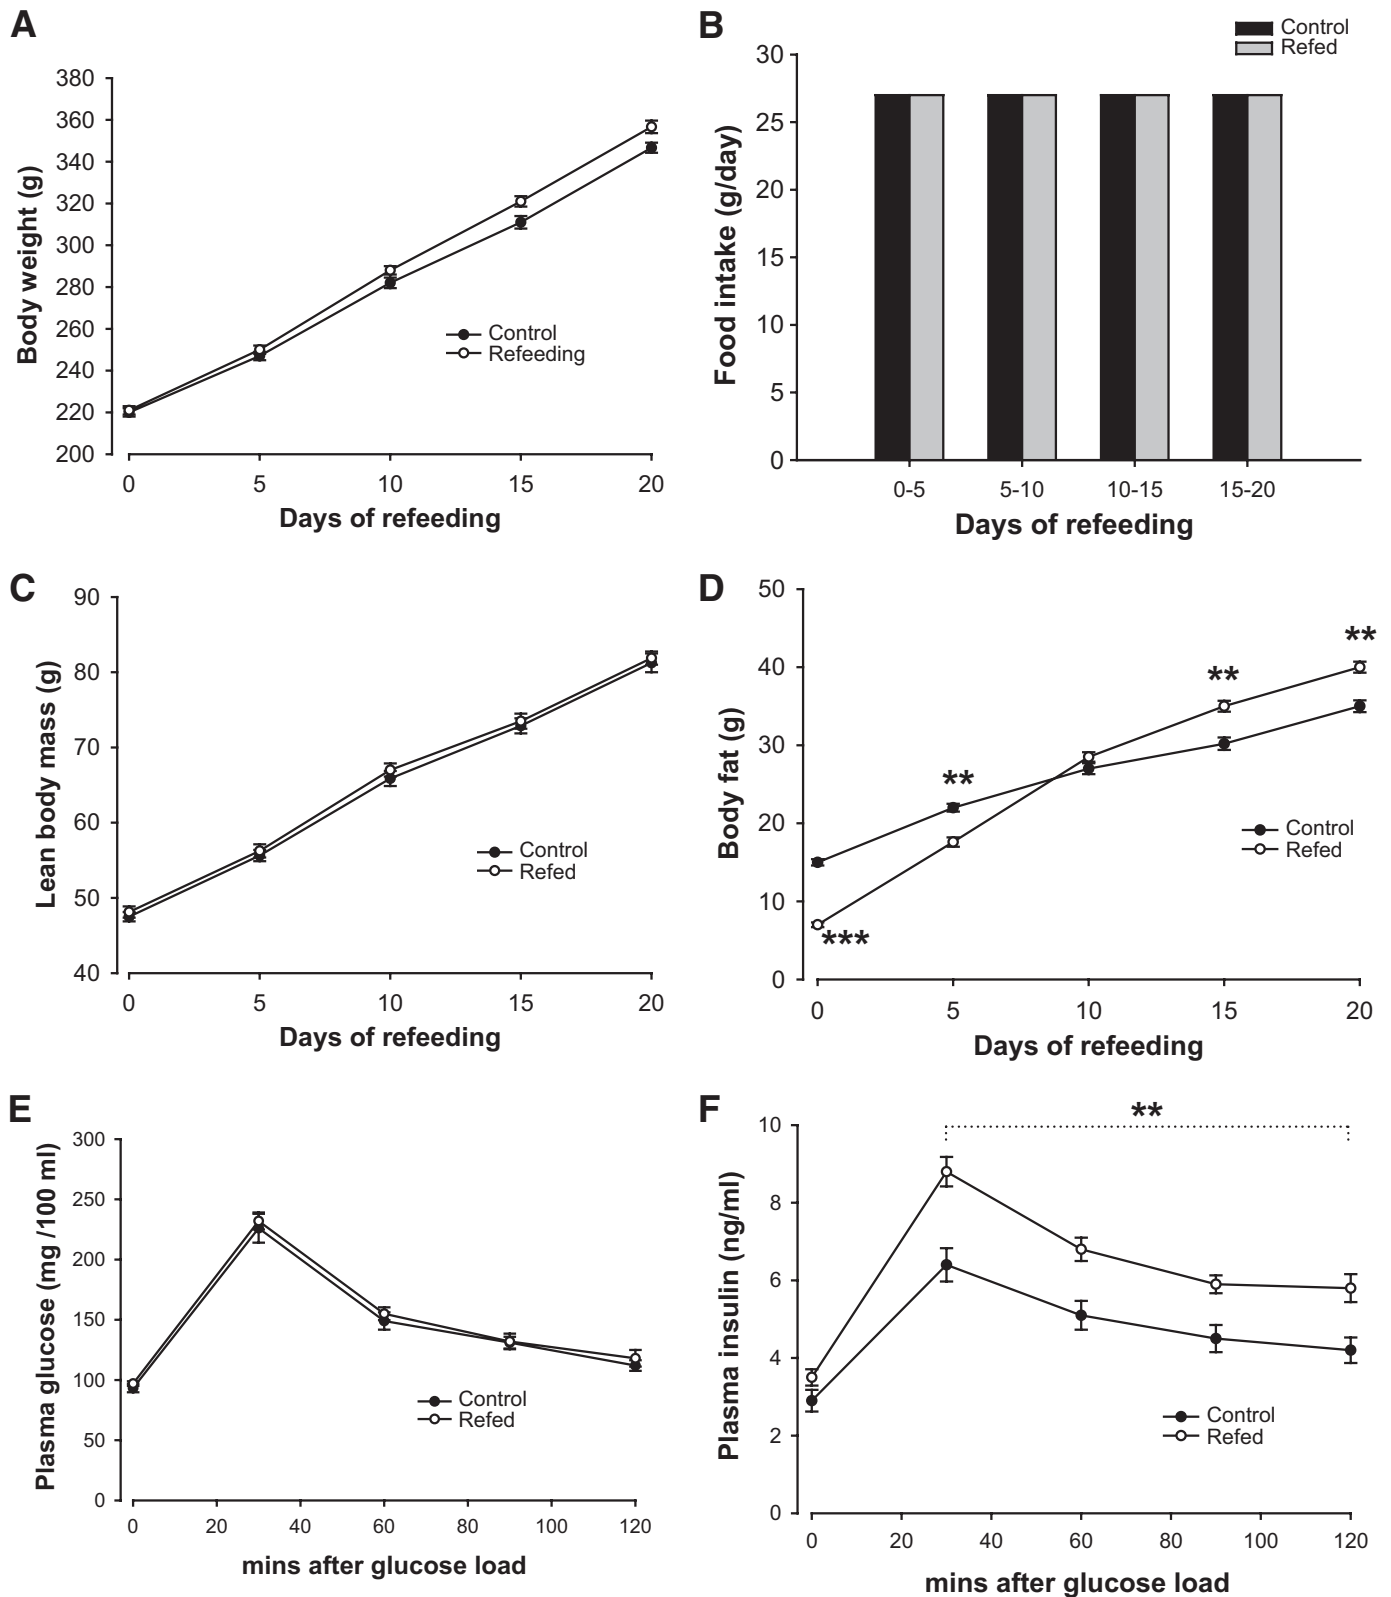 A
380
360
340
320
300
280
260
240
220
200
Body weight (g)
Control
Refeeding
0 5 10 15 20
Days of refeeding
B
Control
Refed
30
25
20
15
10
5
0
Food intake (g/day)
0-5 5-10 10-15 15-20
Days of refeeding
C
90
80
70
60
50
40
Lean body mass (g)
Control
Refed
0 5 10 15 20
Days of refeeding
D
50
40
30
20
10
0
Body fat (g)
**
**
**
***
Control
Refed
0 5 10 15 20
Days of refeeding
E
300
250
200
150
100
50
0
Plasma glucose (mg /100 ml)
Control
Refed
0 20 40 60 80 100 120
mins after glucose load
F
**
10
8
6
4
2
0
Plasma insulin (ng/ml)
Control
Refed
0 20 40 60 80 100 120
mins after glucose load